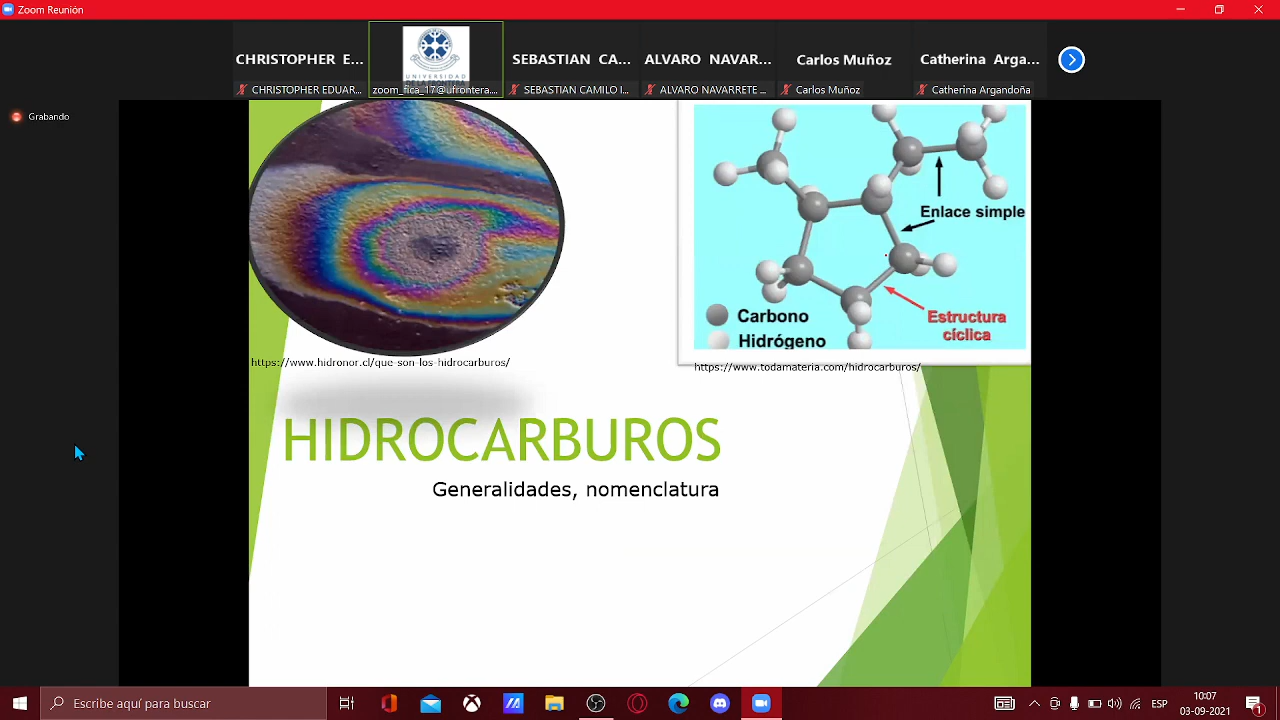 Zoom Reunión
CHRISTOPHER E...
SEBASTIAN CA...
ALVARO NAVAR...
Carlos Muñoz
Catherina Arga...
UNIVERSIDAD
CHRISTOPHER EDUAR...
zoom_fica_17@ufrontera....
SEBASTIAN CAMILO I...
ALVARO NAVARRETE ...
Carlos Muñoz
Catherina Argandoña
Grabando
Enlace simple
Carbono
Hidrógeno
Estructura
cíclica
https://www.hidronor.cl/que-son-los-hidrocarburos/
https://www.todamateria.com/hidrocarburos/
HIDROCARBUROS
Generalidades, nomenclatura
Escribe aquí para buscar
ESP
10:07
03-09-2021
1